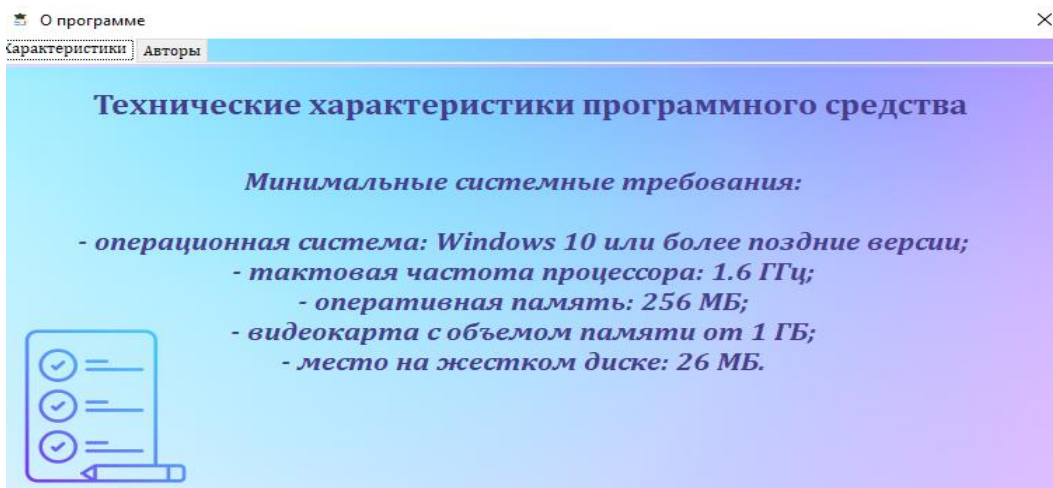 О программе
Характеристики Авторы
Технические характеристики программного средства
Минимальные системные требования:
- операционная система: Windows 10 или более поздние версии;
- тактовая частота процессора: 1.6 ГГц;
- оперативная память: 256 МБ;
- видеокарта с объемом памяти от 1 ГБ;
- место на жестком диске: 26 МБ.